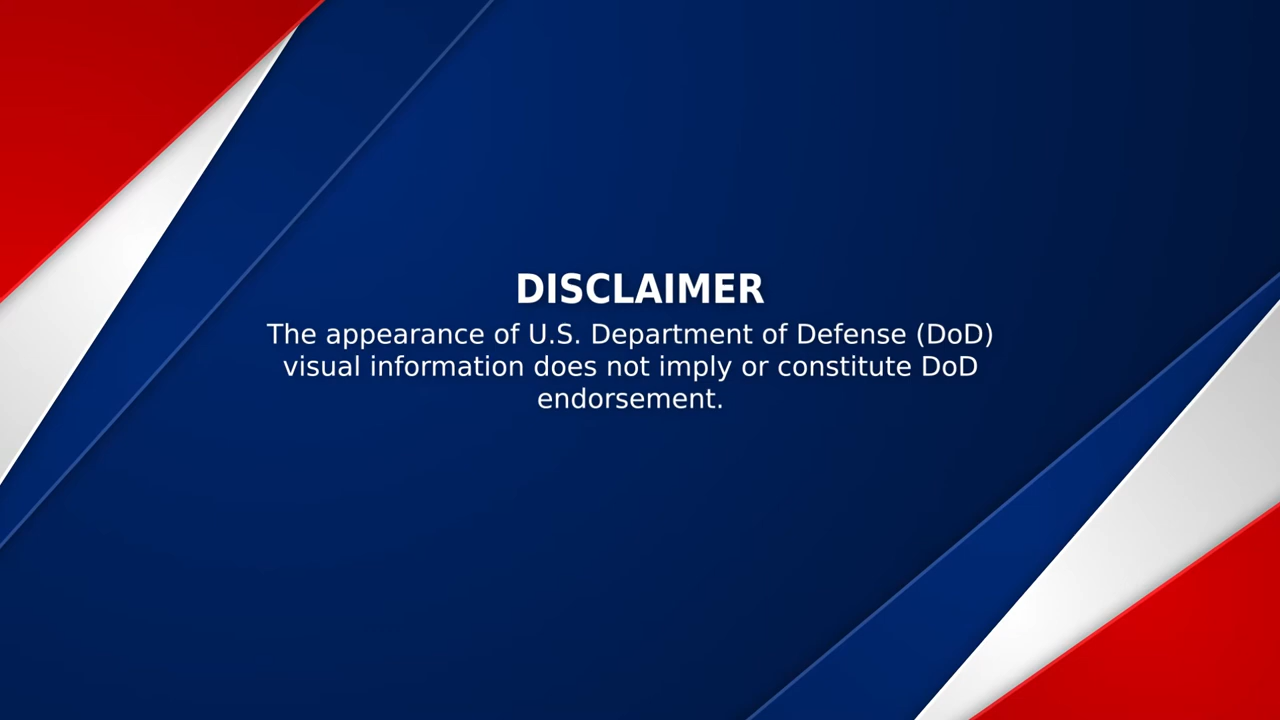 DISCLAIMER
The appearance of U.S. Department of Defense (DoD)
visual information does not imply or constitute DoD
endorsement.